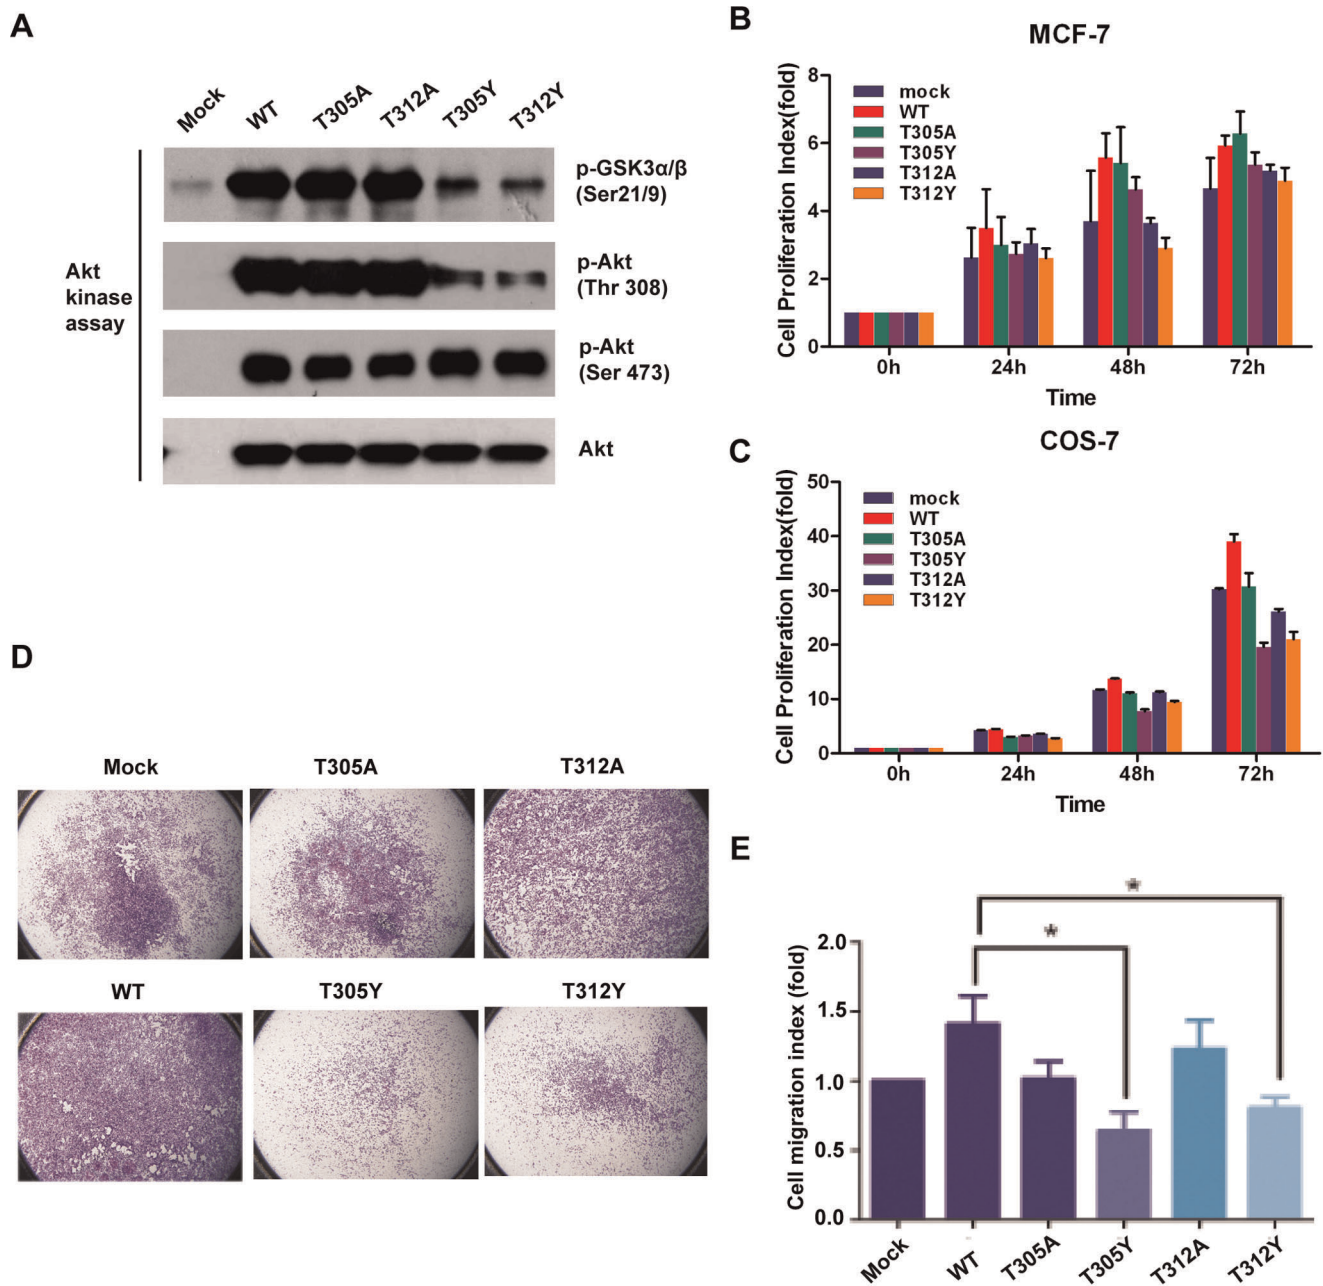 A
Mock WT T305A T312A T305Y T312Y
Akt
kinase
assay
p-GSK3α/β
(Ser21/9)
p-Akt
(Thr 308)
p-Akt
(Ser 473)
Akt
B
MCF-7
Cell Proliferation Index(fold)
8
6
4
2
0
mock
WT
T305A
T305Y
T312A
T312Y
0h 24h 48h 72h
Time
C
COS-7
Cell Proliferation Index(fold)
50
40
30
20
10
0
mock
WT
T305A
T305Y
T312A
T312Y
0h 24h 48h 72h
Time
D
Mock T305A T312A
WT T305Y T312Y
E
Cell migration index (fold)
2.0
1.5
1.0
0.5
0.0
*
*
Mock WT T305A T305Y T312A T312Y